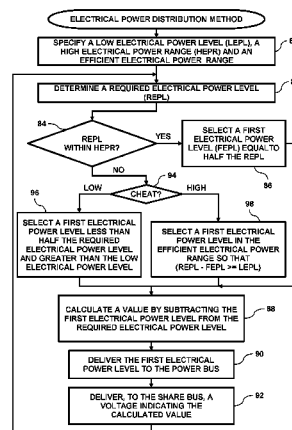 ELECTRICAL POWER DISTRIBUTION METHOD
SPECIFY A LOW ELECTRICAL POWER LEVEL (LEPL), A
HIGH ELECTRICAL POWER RANGE (HEPR) AND AN
EFFICIENT ELECTRICAL POWER RANGE
DETERMINE A REQUIRED ELECTRICAL POWER LEVEL
(REPL)
84
REPL
WITHIN HEPR?
YES
SELECT A FIRST
ELECTRICAL POWER
LEVEL (FEPL) EQUAL TO
HALF THE REPL
86
NO
94
LOW
CHEAT?
HIGH
96
SELECT A FIRST ELECTRICAL
POWER LEVEL LESS THAN
HALF THE REQUIRED
ELECTRICAL POWER LEVEL
AND GREATER THAN THE LOW
ELECTRICAL POWER LEVEL
98
SELECT A FIRST ELECTRICAL
POWER LEVEL IN THE
EFFICIENT ELECTRICAL POWER
RANGE SO THAT
(REPL - FEPL >= LEPL)
CALCULATE A VALUE BY SUBTRACTING THE
FIRST ELECTRICAL POWER LEVEL FROM THE
REQUIRED ELECTRICAL POWER LEVEL
88
DELIVER THE FIRST ELECTRICAL
POWER LEVEL TO THE POWER BUS
90
DELIVER, TO THE SHARE BUS, A
VOLTAGE INDICATING THE
CALCULATED VALUE
92